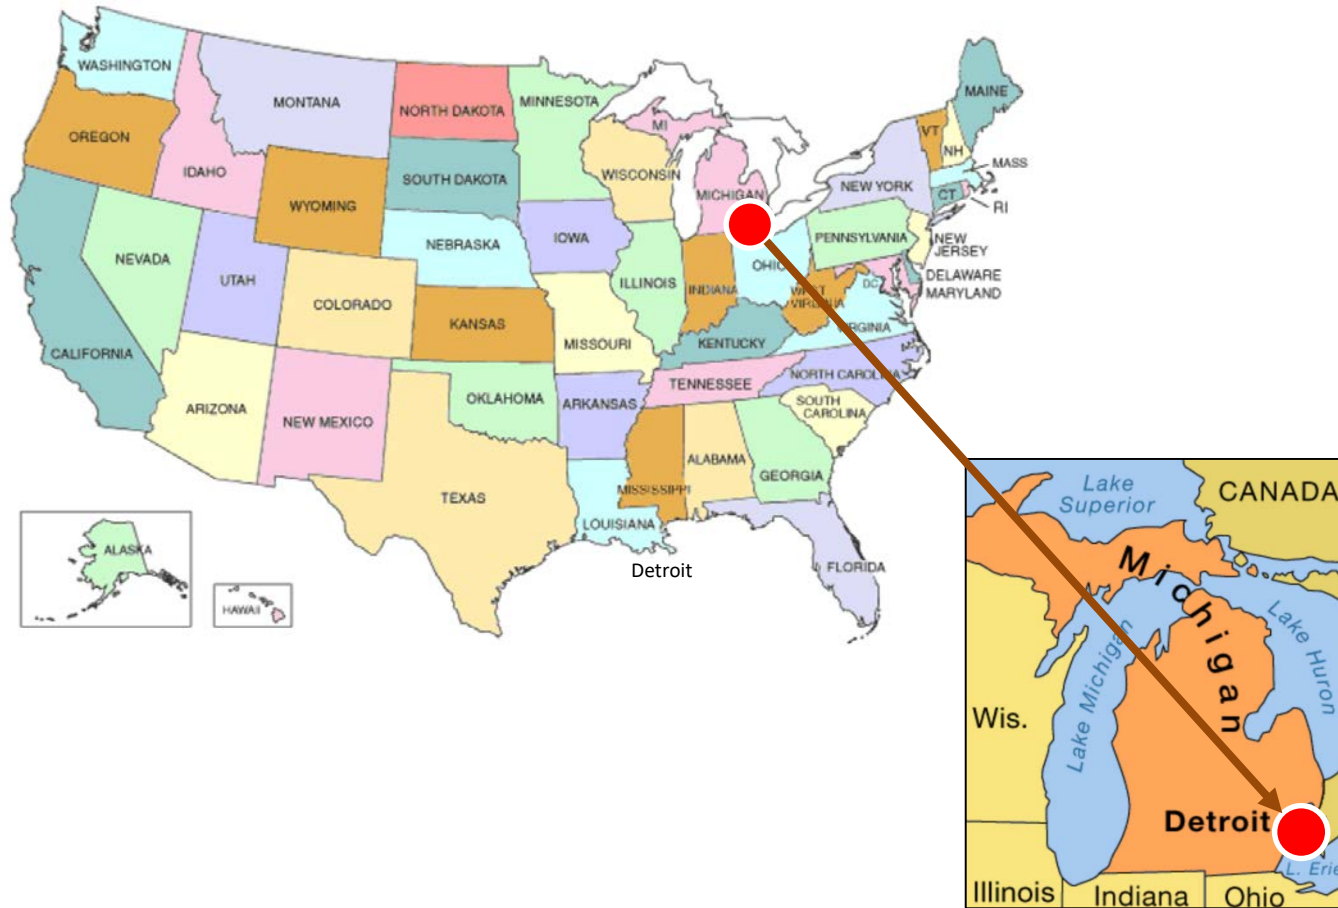 WASHINGTON
MONTANA
NORTH DAKOTA
MINNESOTA
MAINE
OREGON
IDAHO
MI
VT
NH
MASS
WYOMING
SOUTH DAKOTA
WISCONSIN
MICHIGAN
NEW YORK
CT
RI
NEVADA
UTAH
NEBRASKA
IOWA
PENNSYLVANIA
NEW
JERSEY
COLORADO
ILLINOIS
INDIANA
OHIO
WEST
VIRGINIA
DC
DELAWARE
MARYLAND
CALIFORNIA
KANSAS
MISSOURI
KENTUCKY
VIRGINIA
ARIZONA
NEW MEXICO
OKLAHOMA
ARKANSAS
TENNESSEE
NORTH CAROLINA
SOUTH
CAROLINA
TEXAS
MISSISSIPPI
ALABAMA
GEORGIA
LOUISIANA
FLORIDA
ALASKA
HAWAII
Detroit
Lake
Superior
CANADA
Michigan
Lake Michigan
Lake Huron
Wis.
Detroit
L. Erie
Illinois
Indiana
Ohio